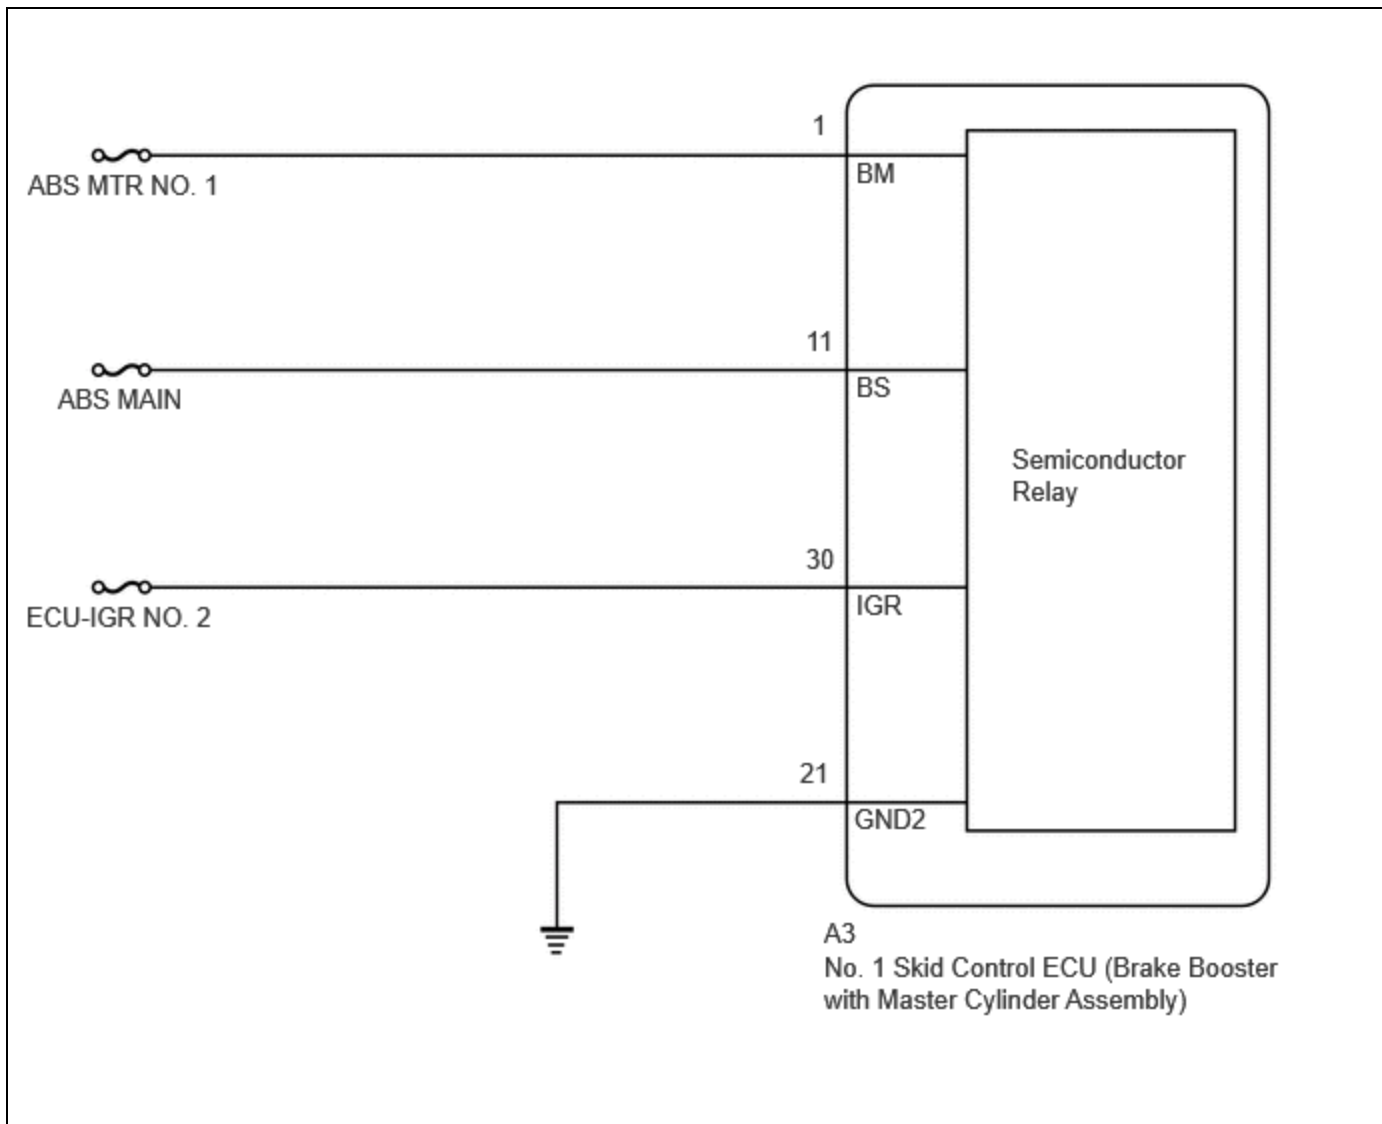 1
BM
ABS MTR NO. 1
11
BS
ABS MAIN
Semiconductor
Relay
30
IGR
ECU-IGR NO. 2
21
GND2
A3
No. 1 Skid Control ECU (Brake Booster
with Master Cylinder Assembly)